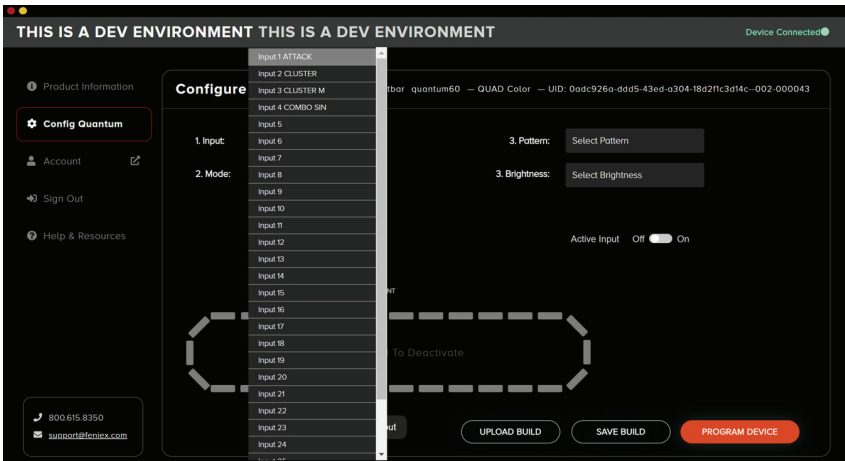 THIS IS A DEV ENVIRONMENT THIS IS A DEV ENVIRONMENT
Device Connected
Product Information
Config Quantum
Account
Sign Out
Help & Resources
800.615.8350
support@feniex.com
Configure
quantum60 — QUAD Color — UID: 0adc926a-ddd5-43ed-a304-18d2f1c3d14c--002-000043
1. Input:
2. Mode:
Input 1 ATTACK
Input 2 CLUSTER
Input 3 CLUSTER M
Input 4 COMBO SIN
Input 5
Input 6
Input 7
Input 8
Input 9
Input 10
Input 11
Input 12
Input 13
Input 14
Input 15
Input 16
Input 17
Input 18
Input 19
Input 20
Input 21
Input 22
Input 23
Input 24
3. Pattern:
Select Pattern
3. Brightness:
Select Brightness
Active Input Off On
To Deactivate
UPLOAD BUILD
SAVE BUILD
PROGRAM DEVICE